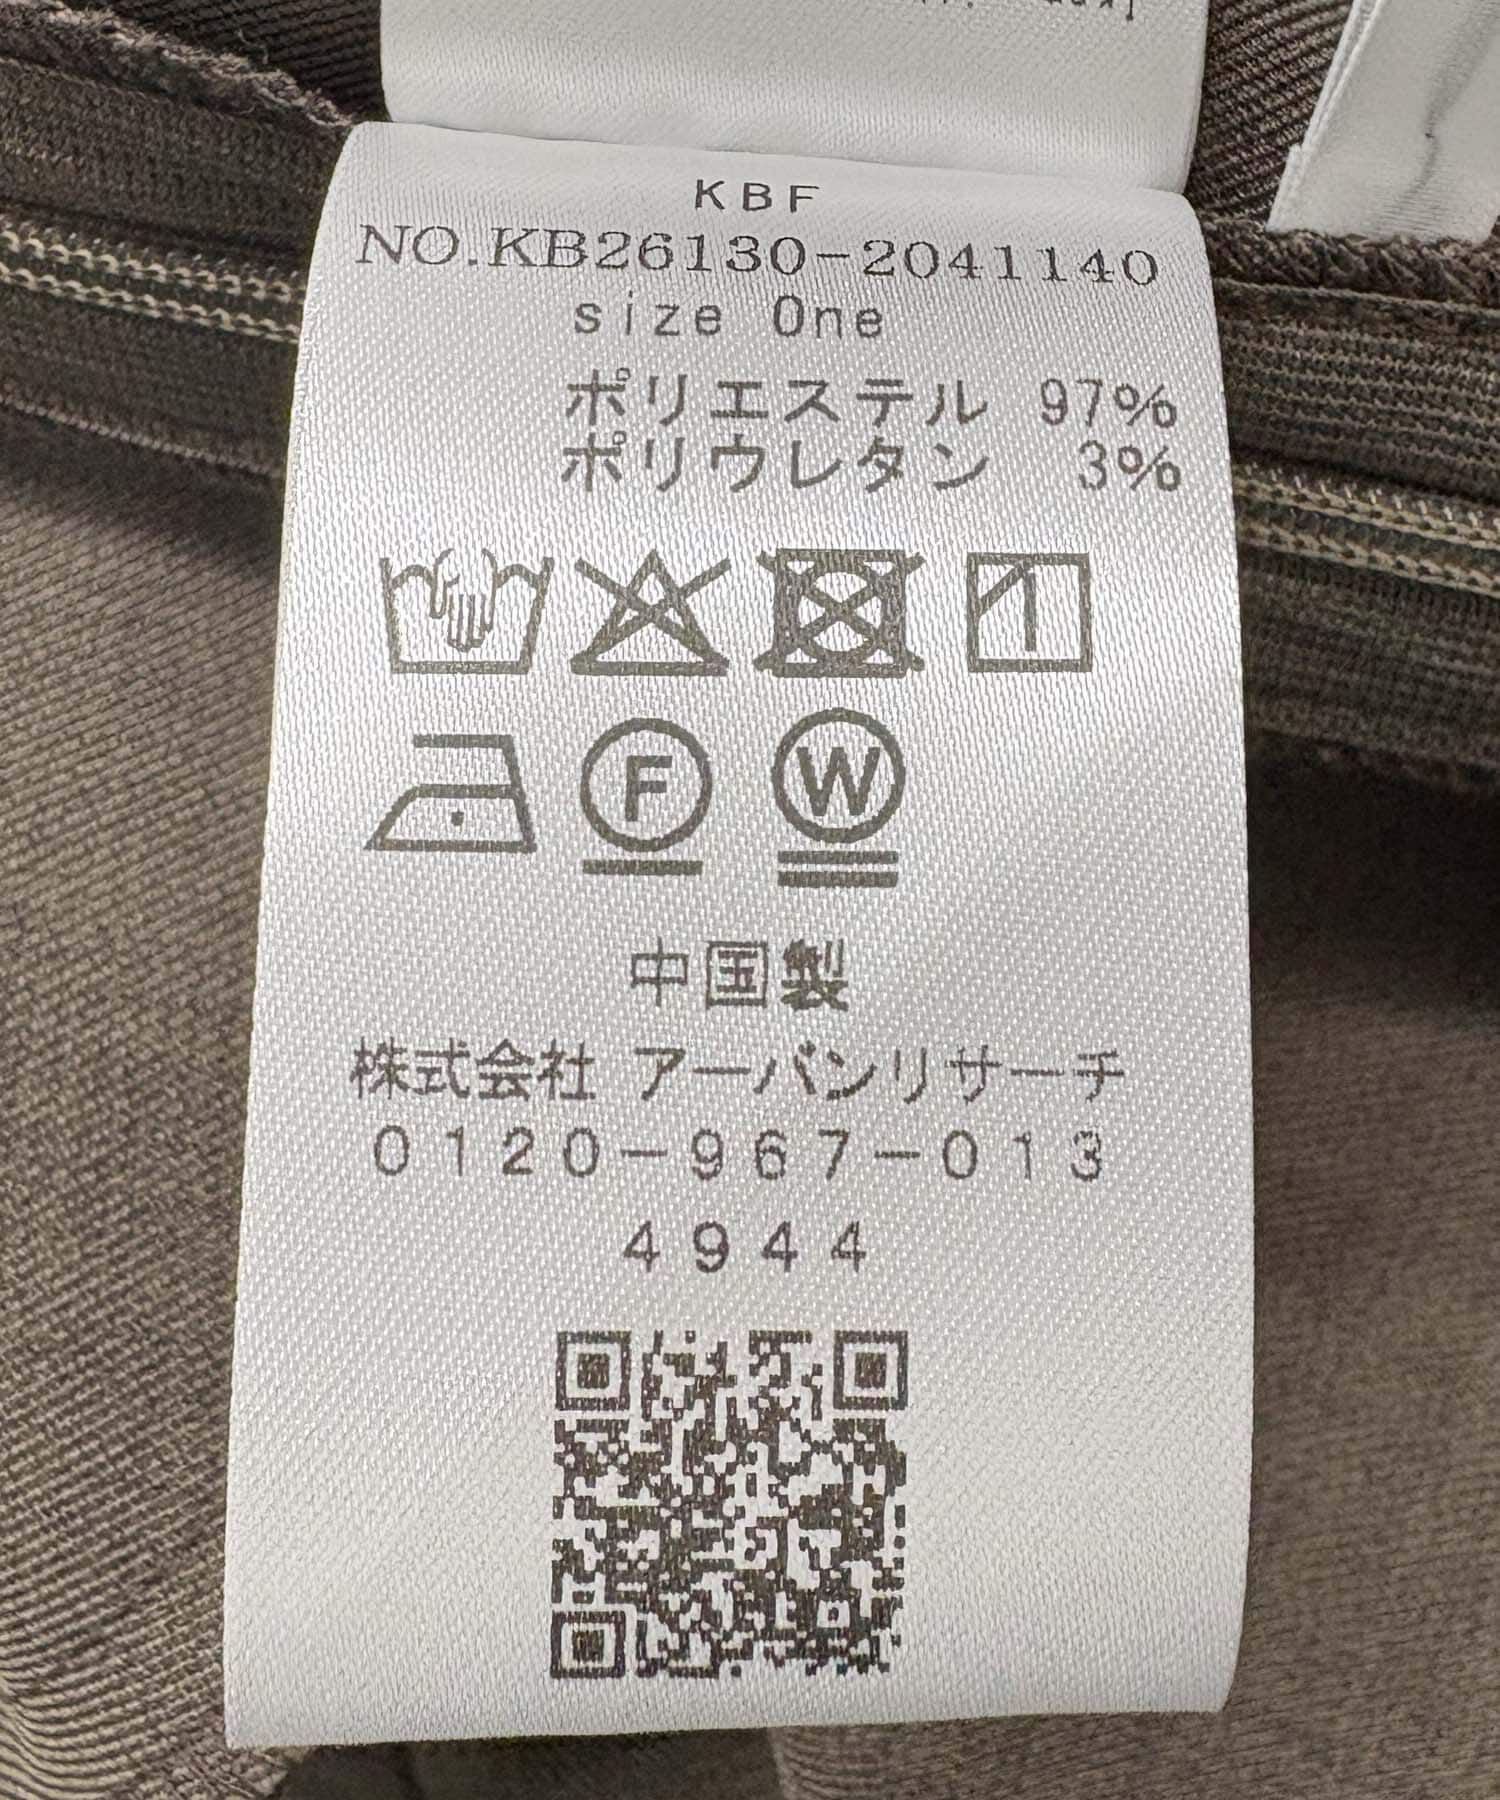 KBF
NO.KB26130-2041140
size One
ポリエステル 97%
ポリウレタン 3%
F W
中国製
株式会社 アーバンリサーチ
0120-967-013
4944